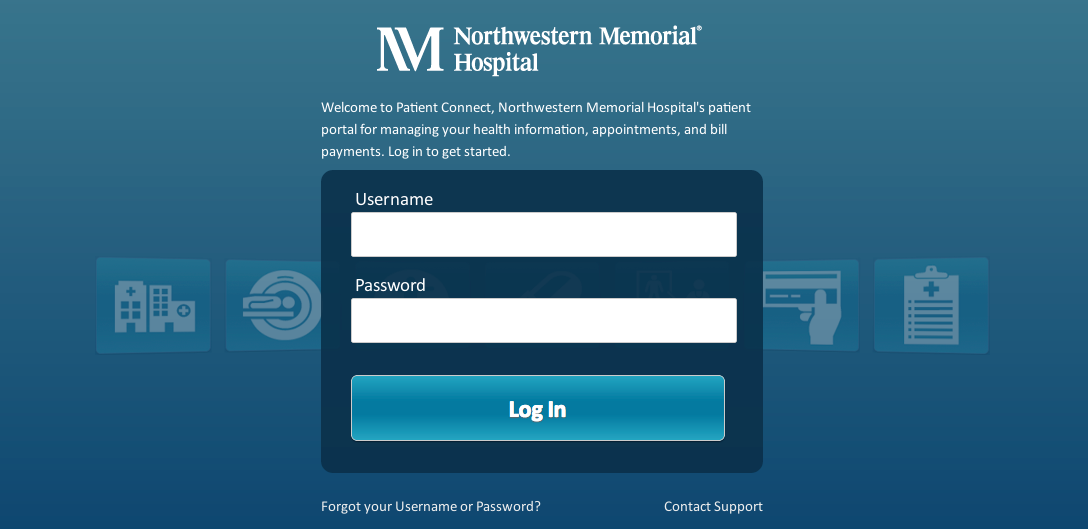 Northwestern Memorial®
Hospital
Welcome to Patient Connect, Northwestern Memorial Hospital's patient
portal for managing your health information, appointments, and bill
payments. Log in to get started.
Username
Password
Log In
Forgot your Username or Password? Contact Support